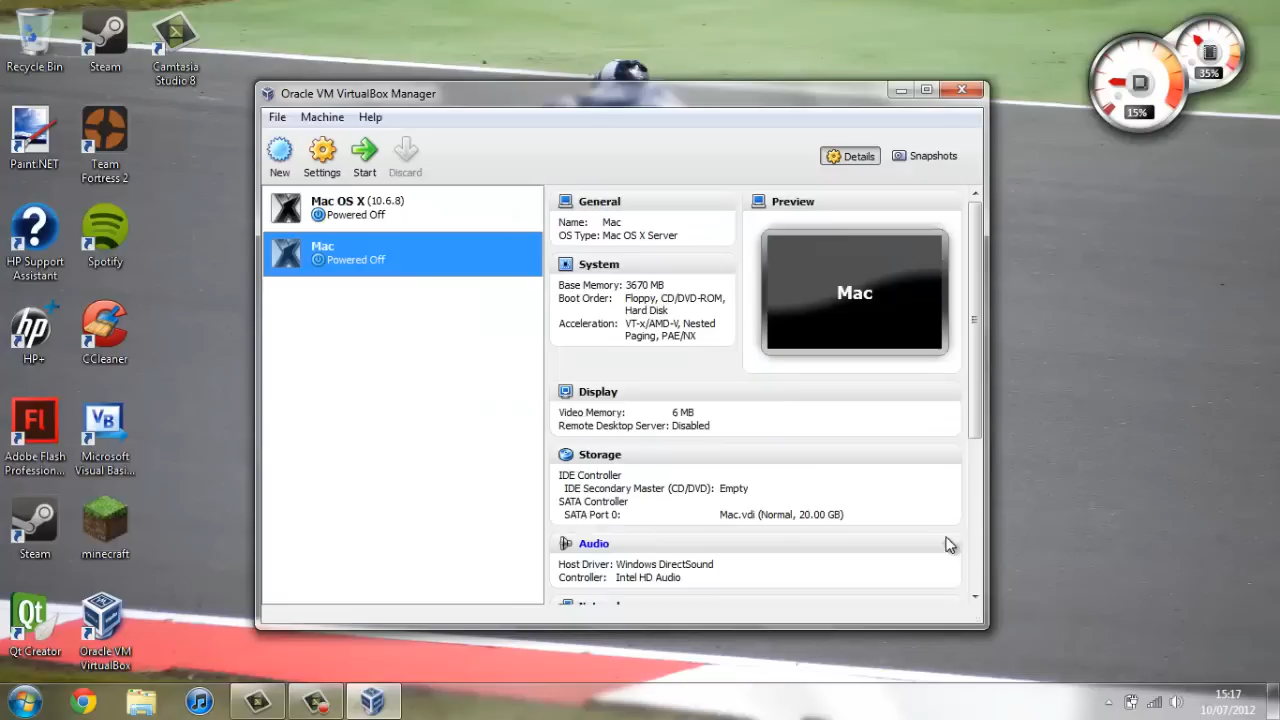 Recycle Bin
Steam
Camtasia
Studio 8
Paint.NET
Team
Fortress 2
HP Support
Assistant
Spotify
HP+
CCleaner
Adobe Flash
Profession...
Microsoft
Visual Basi...
Steam
minecraft
Qt Creator
Oracle VM
VirtualBox
35%
15%
Oracle VM VirtualBox Manager
File Machine Help
New Settings Start Discard
Details Snapshots
Mac OS X (10.6.8)
Powered Off
Mac
Powered Off
General
Name: Mac
OS Type: Mac OS X Server
System
Base Memory: 3670 MB
Boot Order: Floppy, CD/DVD-ROM,
Hard Disk
Acceleration: VT-x/AMD-V, Nested
Paging, PAE/NX
Preview
Mac
Display
Video Memory: 6 MB
Remote Desktop Server: Disabled
Storage
IDE Controller
IDE Secondary Master (CD/DVD): Empty
SATA Controller
SATA Port 0: Mac.vdi (Normal, 20.00 GB)
Audio
Host Driver: Windows DirectSound
Controller: Intel HD Audio
15:17
10/07/2012